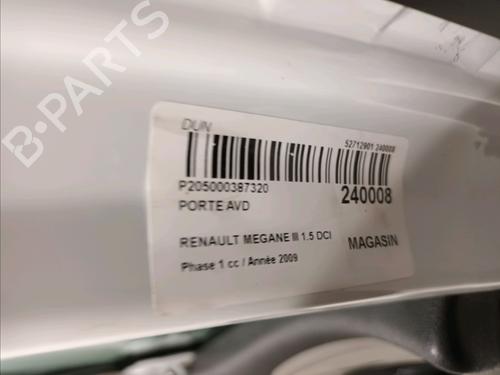 B-PARTS
DUN
52712901 240008
P205000387320
240008
PORTE AVD
RENAULT MEGANE III 1.5 DCI
MAGASIN
Phase 1 cc / Année 2009